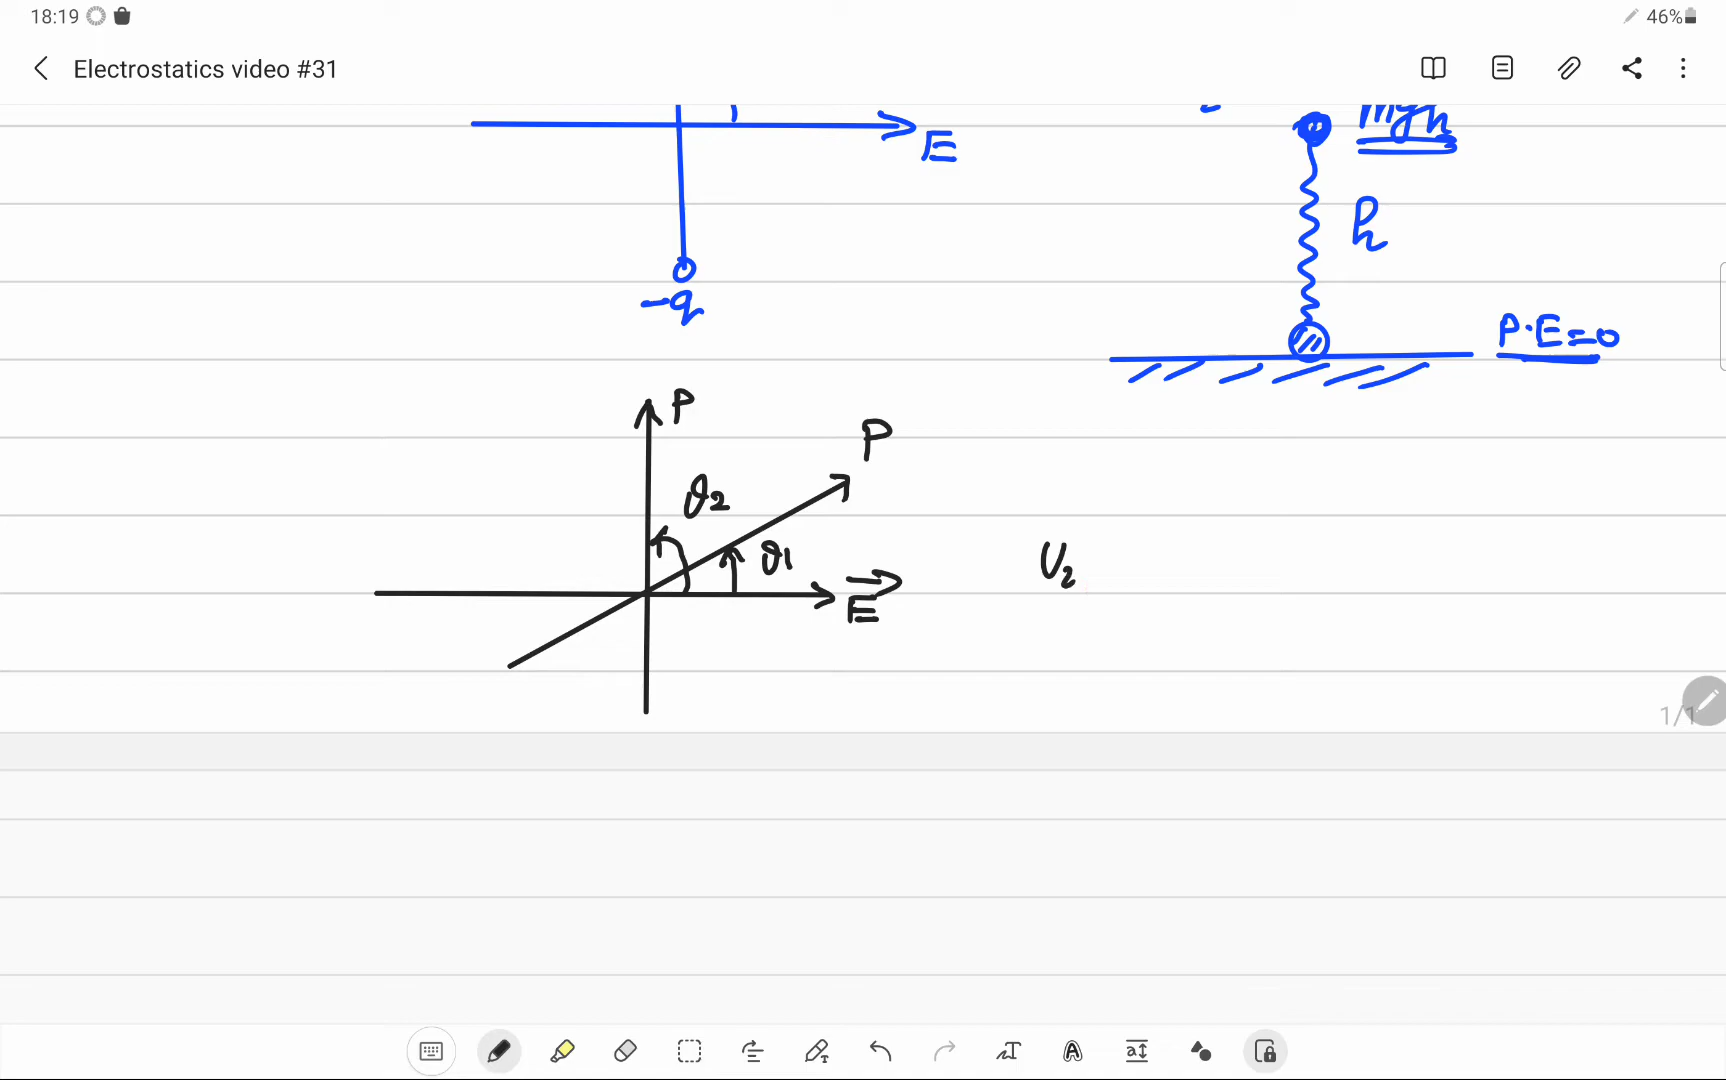 18:19 46%
Electrostatics video #31
E
mgh
h
-q
P.E=0
P
P
θ2
θ1
E
U2
1/1